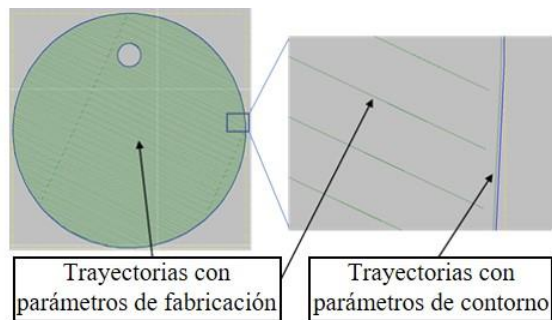 Trayectorias con
parámetros de fabricación
Trayectorias con
parámetros de contorno